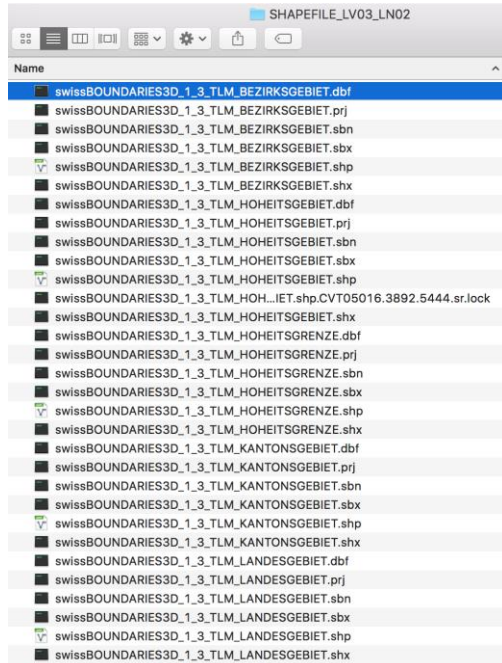 SHAPEFILE_LV03_LN02
Name
swissBOUNDARIES3D_1_3_TLM_BEZIRKSGEBIET.dbf
swissBOUNDARIES3D_1_3_TLM_BEZIRKSGEBIET.prj
swissBOUNDARIES3D_1_3_TLM_BEZIRKSGEBIET.sbn
swissBOUNDARIES3D_1_3_TLM_BEZIRKSGEBIET.sbx
swissBOUNDARIES3D_1_3_TLM_BEZIRKSGEBIET.shp
swissBOUNDARIES3D_1_3_TLM_BEZIRKSGEBIET.shx
swissBOUNDARIES3D_1_3_TLM_HOHEITSGEBIET.dbf
swissBOUNDARIES3D_1_3_TLM_HOHEITSGEBIET.prj
swissBOUNDARIES3D_1_3_TLM_HOHEITSGEBIET.sbn
swissBOUNDARIES3D_1_3_TLM_HOHEITSGEBIET.sbx
swissBOUNDARIES3D_1_3_TLM_HOHEITSGEBIET.shp
swissBOUNDARIES3D_1_3_TLM_HOH...IET.shp.CVT05016.3892.5444.sr.lock
swissBOUNDARIES3D_1_3_TLM_HOHEITSGEBIET.shx
swissBOUNDARIES3D_1_3_TLM_HOHEITSGRENZE.dbf
swissBOUNDARIES3D_1_3_TLM_HOHEITSGRENZE.prj
swissBOUNDARIES3D_1_3_TLM_HOHEITSGRENZE.sbn
swissBOUNDARIES3D_1_3_TLM_HOHEITSGRENZE.sbx
swissBOUNDARIES3D_1_3_TLM_HOHEITSGRENZE.shp
swissBOUNDARIES3D_1_3_TLM_HOHEITSGRENZE.shx
swissBOUNDARIES3D_1_3_TLM_KANTONSGEBIET.dbf
swissBOUNDARIES3D_1_3_TLM_KANTONSGEBIET.prj
swissBOUNDARIES3D_1_3_TLM_KANTONSGEBIET.sbn
swissBOUNDARIES3D_1_3_TLM_KANTONSGEBIET.sbx
swissBOUNDARIES3D_1_3_TLM_KANTONSGEBIET.shp
swissBOUNDARIES3D_1_3_TLM_KANTONSGEBIET.shx
swissBOUNDARIES3D_1_3_TLM_LANDESGEBIET.dbf
swissBOUNDARIES3D_1_3_TLM_LANDESGEBIET.prj
swissBOUNDARIES3D_1_3_TLM_LANDESGEBIET.sbn
swissBOUNDARIES3D_1_3_TLM_LANDESGEBIET.sbx
swissBOUNDARIES3D_1_3_TLM_LANDESGEBIET.shp
swissBOUNDARIES3D_1_3_TLM_LANDESGEBIET.shx